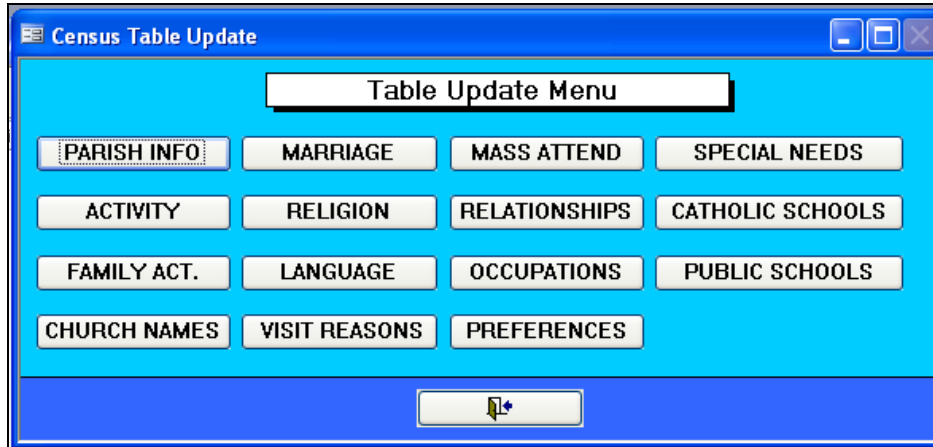 Census Table Update
Table Update Menu
PARISH INFO MARRIAGE MASS ATTEND SPECIAL NEEDS
ACTIVITY RELIGION RELATIONSHIPS CATHOLIC SCHOOLS
FAMILY ACT. LANGUAGE OCCUPATIONS PUBLIC SCHOOLS
CHURCH NAMES VISIT REASONS PREFERENCES